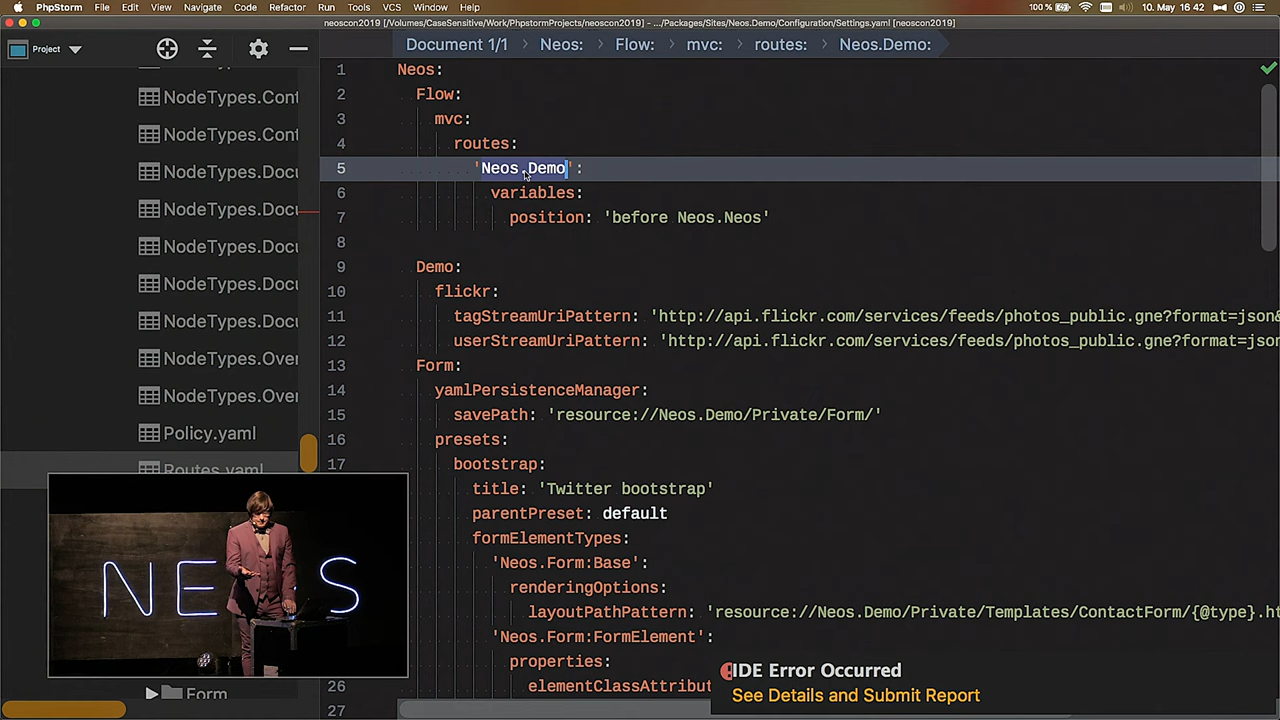 PhpStorm File Edit View Navigate Code Refactor Run Tools VCS Window Help 100 % 10. May 16:42
neoscon2019 [/Volumes/CaseSensitive/Work/PhpstormProjects/neoscon2019] - .../Packages/Sites/Neos.Demo/Configuration/Settings.yaml [neoscon2019]
Project
Document 1/1 Neos: Flow: mvc: routes: Neos.Demo:
NodeTypes.Cont
NodeTypes.Cont
NodeTypes.Docu
NodeTypes.Docu
NodeTypes.Docu
NodeTypes.Docu
NodeTypes.Docu
NodeTypes.Over
NodeTypes.Over
Policy.yaml
Routes.yaml
Form
1 Neos:
2 Flow:
3 mvc:
4 routes:
5 'Neos.Demo':
6 variables:
7 position: 'before Neos.Neos'
8
9 Demo:
10 flickr:
11 tagStreamUriPattern: 'http://api.flickr.com/services/feeds/photos_public.gne?format=json&
12 userStreamUriPattern: 'http://api.flickr.com/services/feeds/photos_public.gne?format=json
13 Form:
14 yamlPersistenceManager:
15 savePath: 'resource://Neos.Demo/Private/Form/'
16 presets:
17 bootstrap:
title: 'Twitter bootstrap'
parentPreset: default
formElementTypes:
'Neos.Form:Base':
renderingOptions:
layoutPathPattern: 'resource://Neos.Demo/Private/Templates/ContactForm/{@type}.ht
'Neos.Form:FormElement':
properties:
26 elementClassAttribut
27
NEOS
IDE Error Occurred
See Details and Submit Report